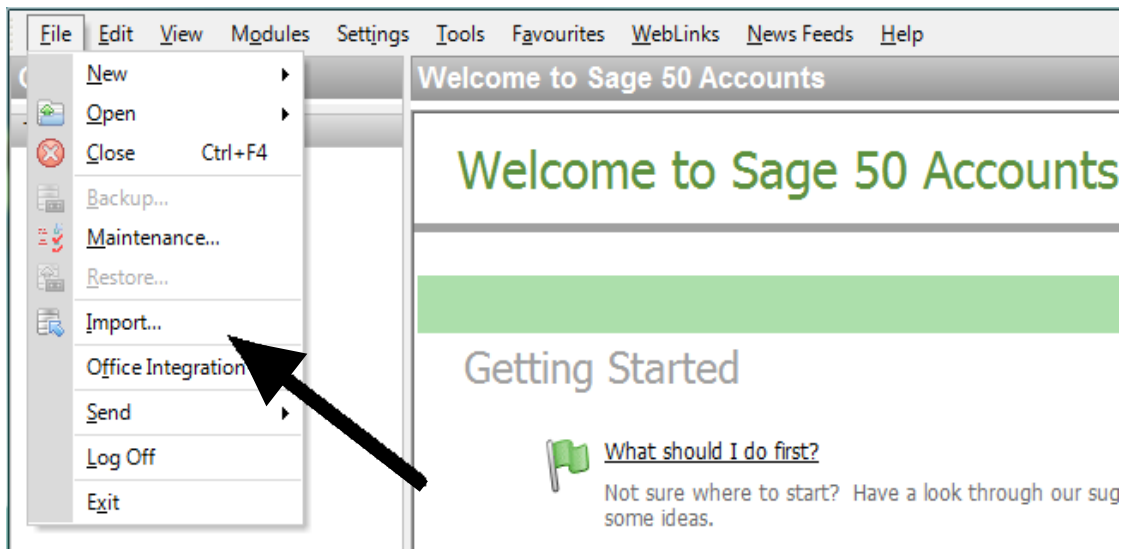 File Edit View Modules Settings Tools Favourites WebLinks News Feeds Help
New
Open
Close Ctrl+F4
Backup...
Maintenance...
Restore...
Import...
Office Integration
Send
Log Off
Exit
Welcome to Sage 50 Accounts
Welcome to Sage 50 Accounts
Getting Started
What should I do first?
Not sure where to start? Have a look through our sug
some ideas.